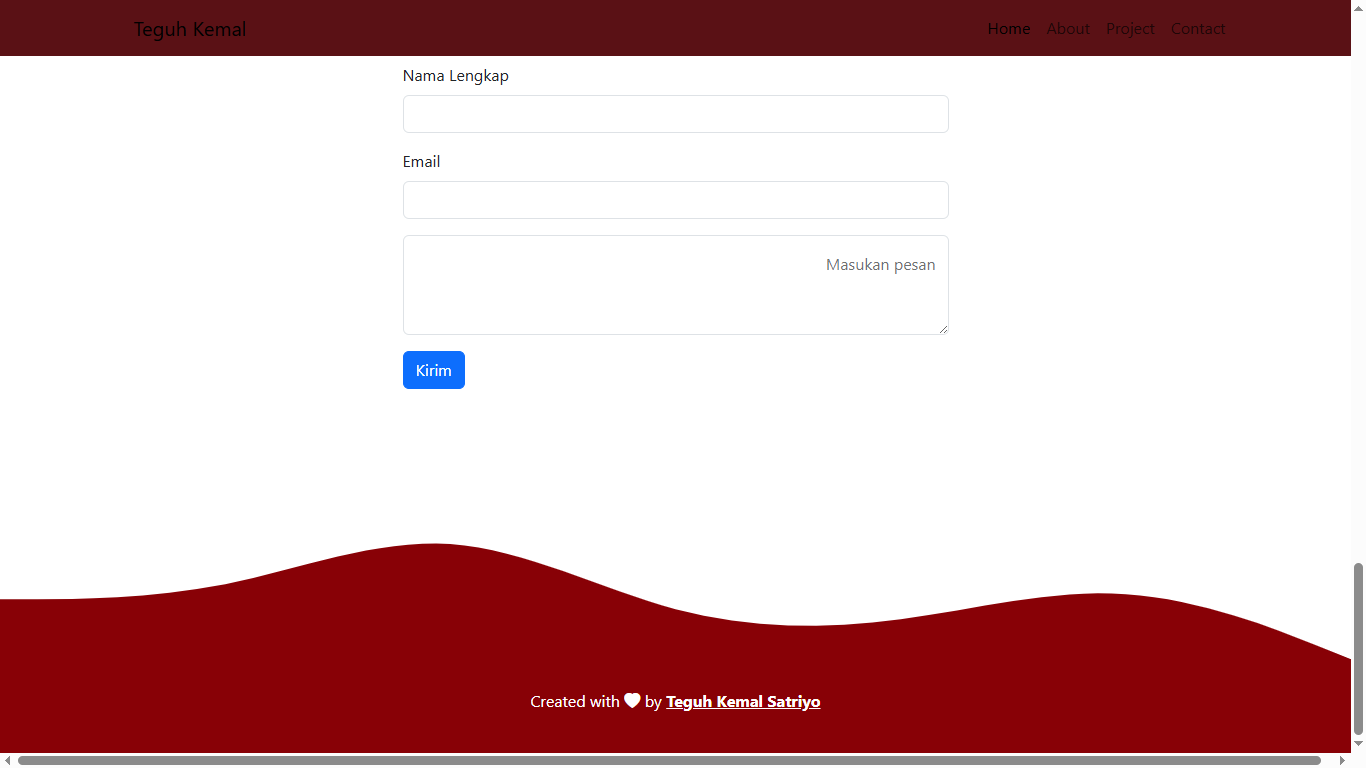 Teguh Kemal
Home About Project Contact
Nama Lengkap
Email
Masukan pesan
Kirim
Created with by Teguh Kemal Satriyo